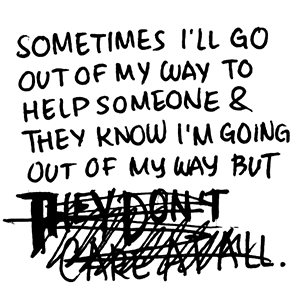 SOMETIMES I'LL GO
OUT OF MY WAY TO
HELP SOMEONE &
THEY KNOW I'M GOING
OUT OF MY WAY BUT
THEY DON'T
CARE AT ALL.